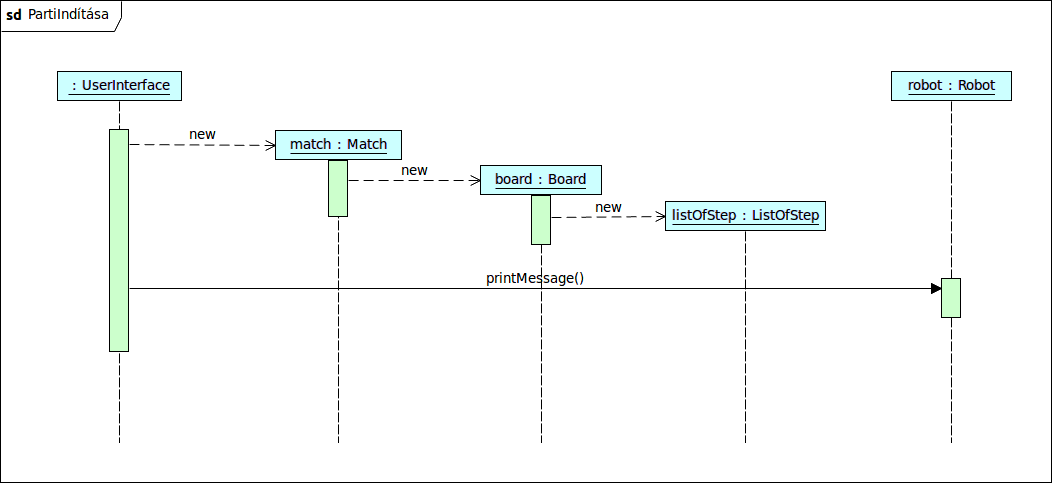 sd PartiIndítása
: UserInterface
robot : Robot
new
match : Match
new
board : Board
new
listOfStep : ListOfStep
printMessage()